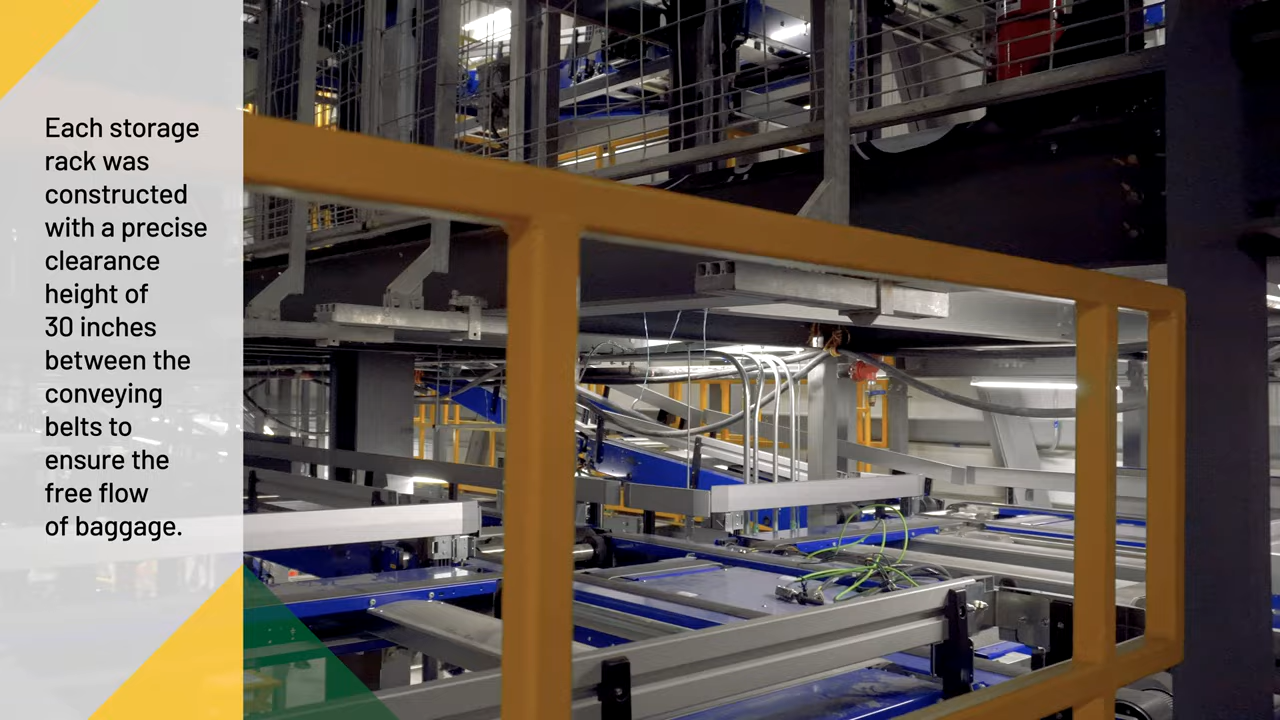 Each storage
rack was
constructed
with a precise
clearance
height of
30 inches
between the
conveying
belts to
ensure the
free flow
of baggage.